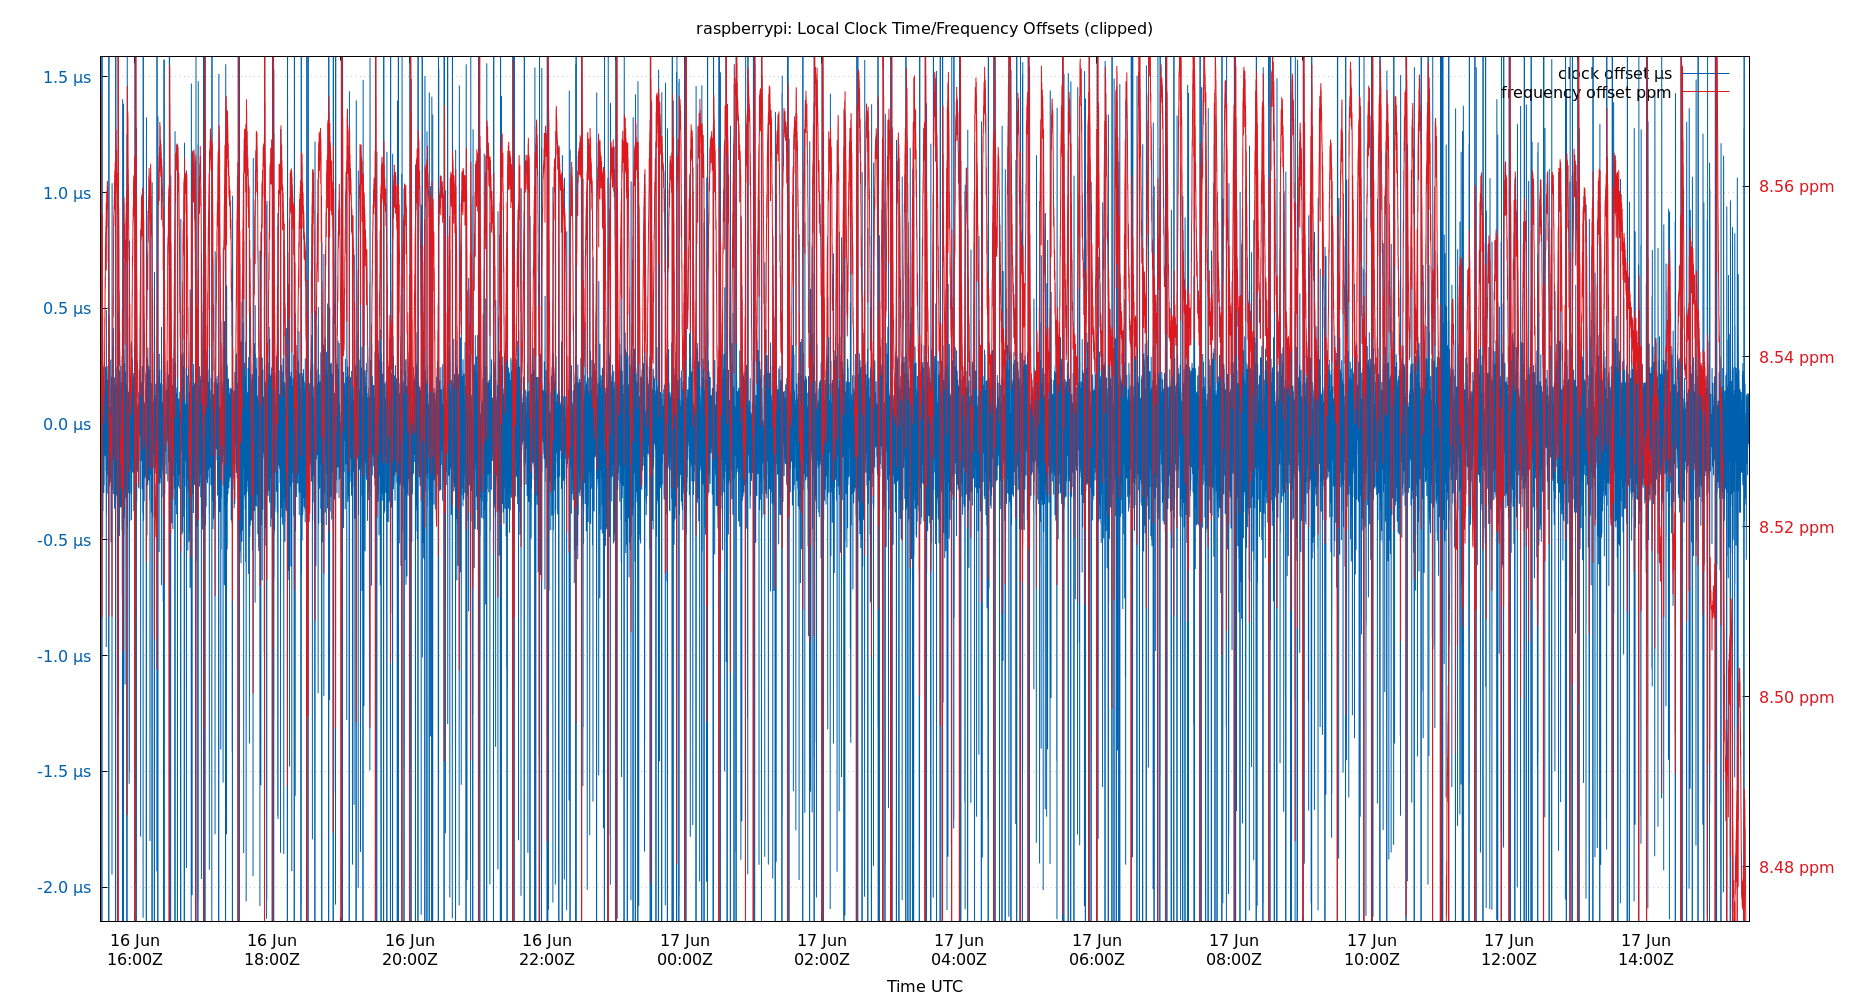 raspberrypi: Local Clock Time/Frequency Offsets (clipped)
clock offset µs
frequency offset ppm
1.5 µs
1.0 µs
0.5 µs
0.0 µs
-0.5 µs
-1.0 µs
-1.5 µs
-2.0 µs
8.56 ppm
8.54 ppm
8.52 ppm
8.50 ppm
8.48 ppm
16 Jun 16 Jun 16 Jun 16 Jun 17 Jun 17 Jun 17 Jun 17 Jun 17 Jun 17 Jun 17 Jun 17 Jun
16:00Z 18:00Z 20:00Z 22:00Z 00:00Z 02:00Z 04:00Z 06:00Z 08:00Z 10:00Z 12:00Z 14:00Z
Time UTC